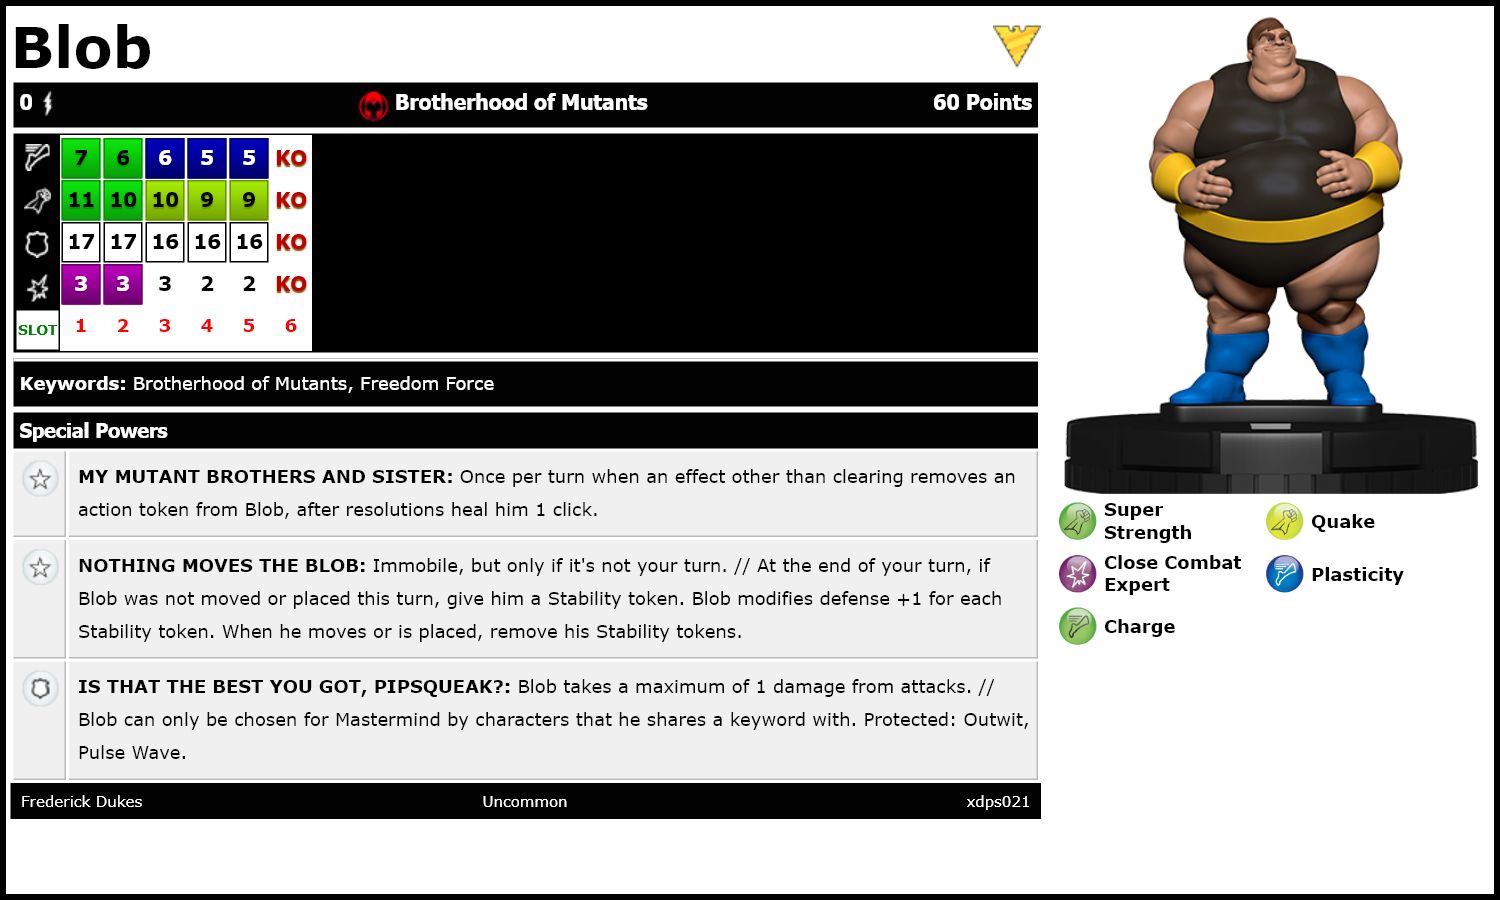 Blob
0 Brotherhood of Mutants 60 Points
7 6 6 5 5 KO
11 10 10 9 9 KO
17 17 16 16 16 KO
3 3 3 2 2 KO
SLOT 1 2 3 4 5 6
Keywords: Brotherhood of Mutants, Freedom Force
Special Powers
MY MUTANT BROTHERS AND SISTER: Once per turn when an effect other than clearing removes an
action token from Blob, after resolutions heal him 1 click.
NOTHING MOVES THE BLOB: Immobile, but only if it's not your turn. // At the end of your turn, if
Blob was not moved or placed this turn, give him a Stability token. Blob modifies defense +1 for each
Stability token. When he moves or is placed, remove his Stability tokens.
IS THAT THE BEST YOU GOT, PIPSQUEAK?: Blob takes a maximum of 1 damage from attacks. //
Blob can only be chosen for Mastermind by characters that he shares a keyword with. Protected: Outwit,
Pulse Wave.
Frederick Dukes Uncommon xdps021
Super
Strength
Quake
Close Combat
Expert
Plasticity
Charge